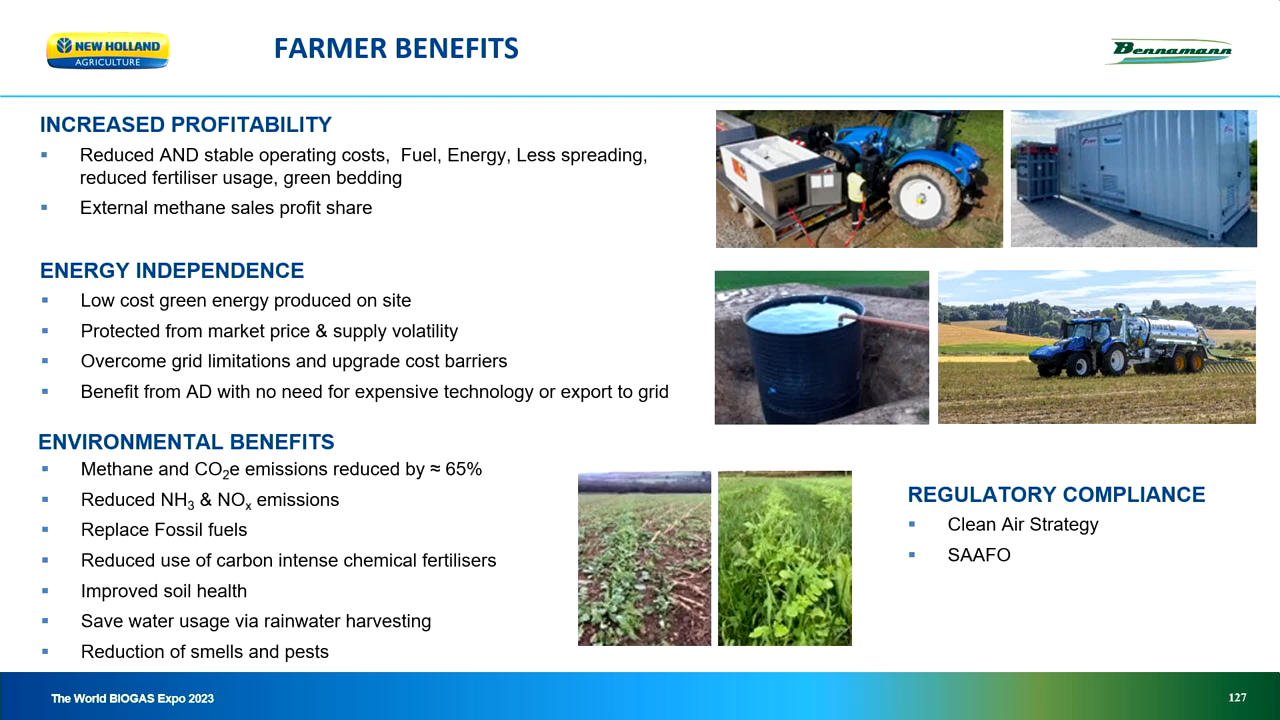 NEW HOLLAND
AGRICULTURE
FARMER BENEFITS
Bennamann
INCREASED PROFITABILITY
▪ Reduced AND stable operating costs, Fuel, Energy, Less spreading,
reduced fertiliser usage, green bedding
▪ External methane sales profit share
ENERGY INDEPENDENCE
▪ Low cost green energy produced on site
▪ Protected from market price & supply volatility
▪ Overcome grid limitations and upgrade cost barriers
▪ Benefit from AD with no need for expensive technology or export to grid
ENVIRONMENTAL BENEFITS
▪ Methane and CO₂e emissions reduced by ≈ 65%
▪ Reduced NH₃ & NOₓ emissions
▪ Replace Fossil fuels
▪ Reduced use of carbon intense chemical fertilisers
▪ Improved soil health
▪ Save water usage via rainwater harvesting
▪ Reduction of smells and pests
REGULATORY COMPLIANCE
▪ Clean Air Strategy
▪ SAAFO
The World BIOGAS Expo 2023
127